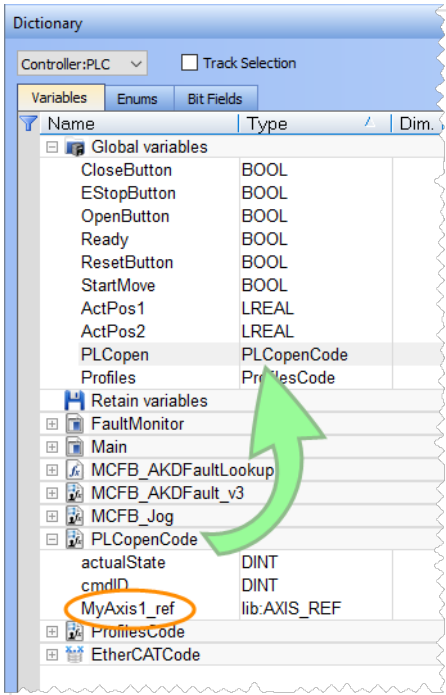 Dictionary
Controller:PLC Track Selection
Variables Enums Bit Fields
Name Type Dim.
Global variables
CloseButton BOOL
EStopButton BOOL
OpenButton BOOL
Ready BOOL
ResetButton BOOL
StartMove BOOL
ActPos1 LREAL
ActPos2 LREAL
PLCopen PLCopenCode
Profiles ProfilesCode
Retain variables
FaultMonitor
Main
MCFB_AKDFaultLookup
MCFB_AKDFault_v3
MCFB_Jog
PLCopenCode
actualState DINT
cmdID DINT
MyAxis1_ref lib:AXIS_REF
ProfilesCode
EtherCATCode